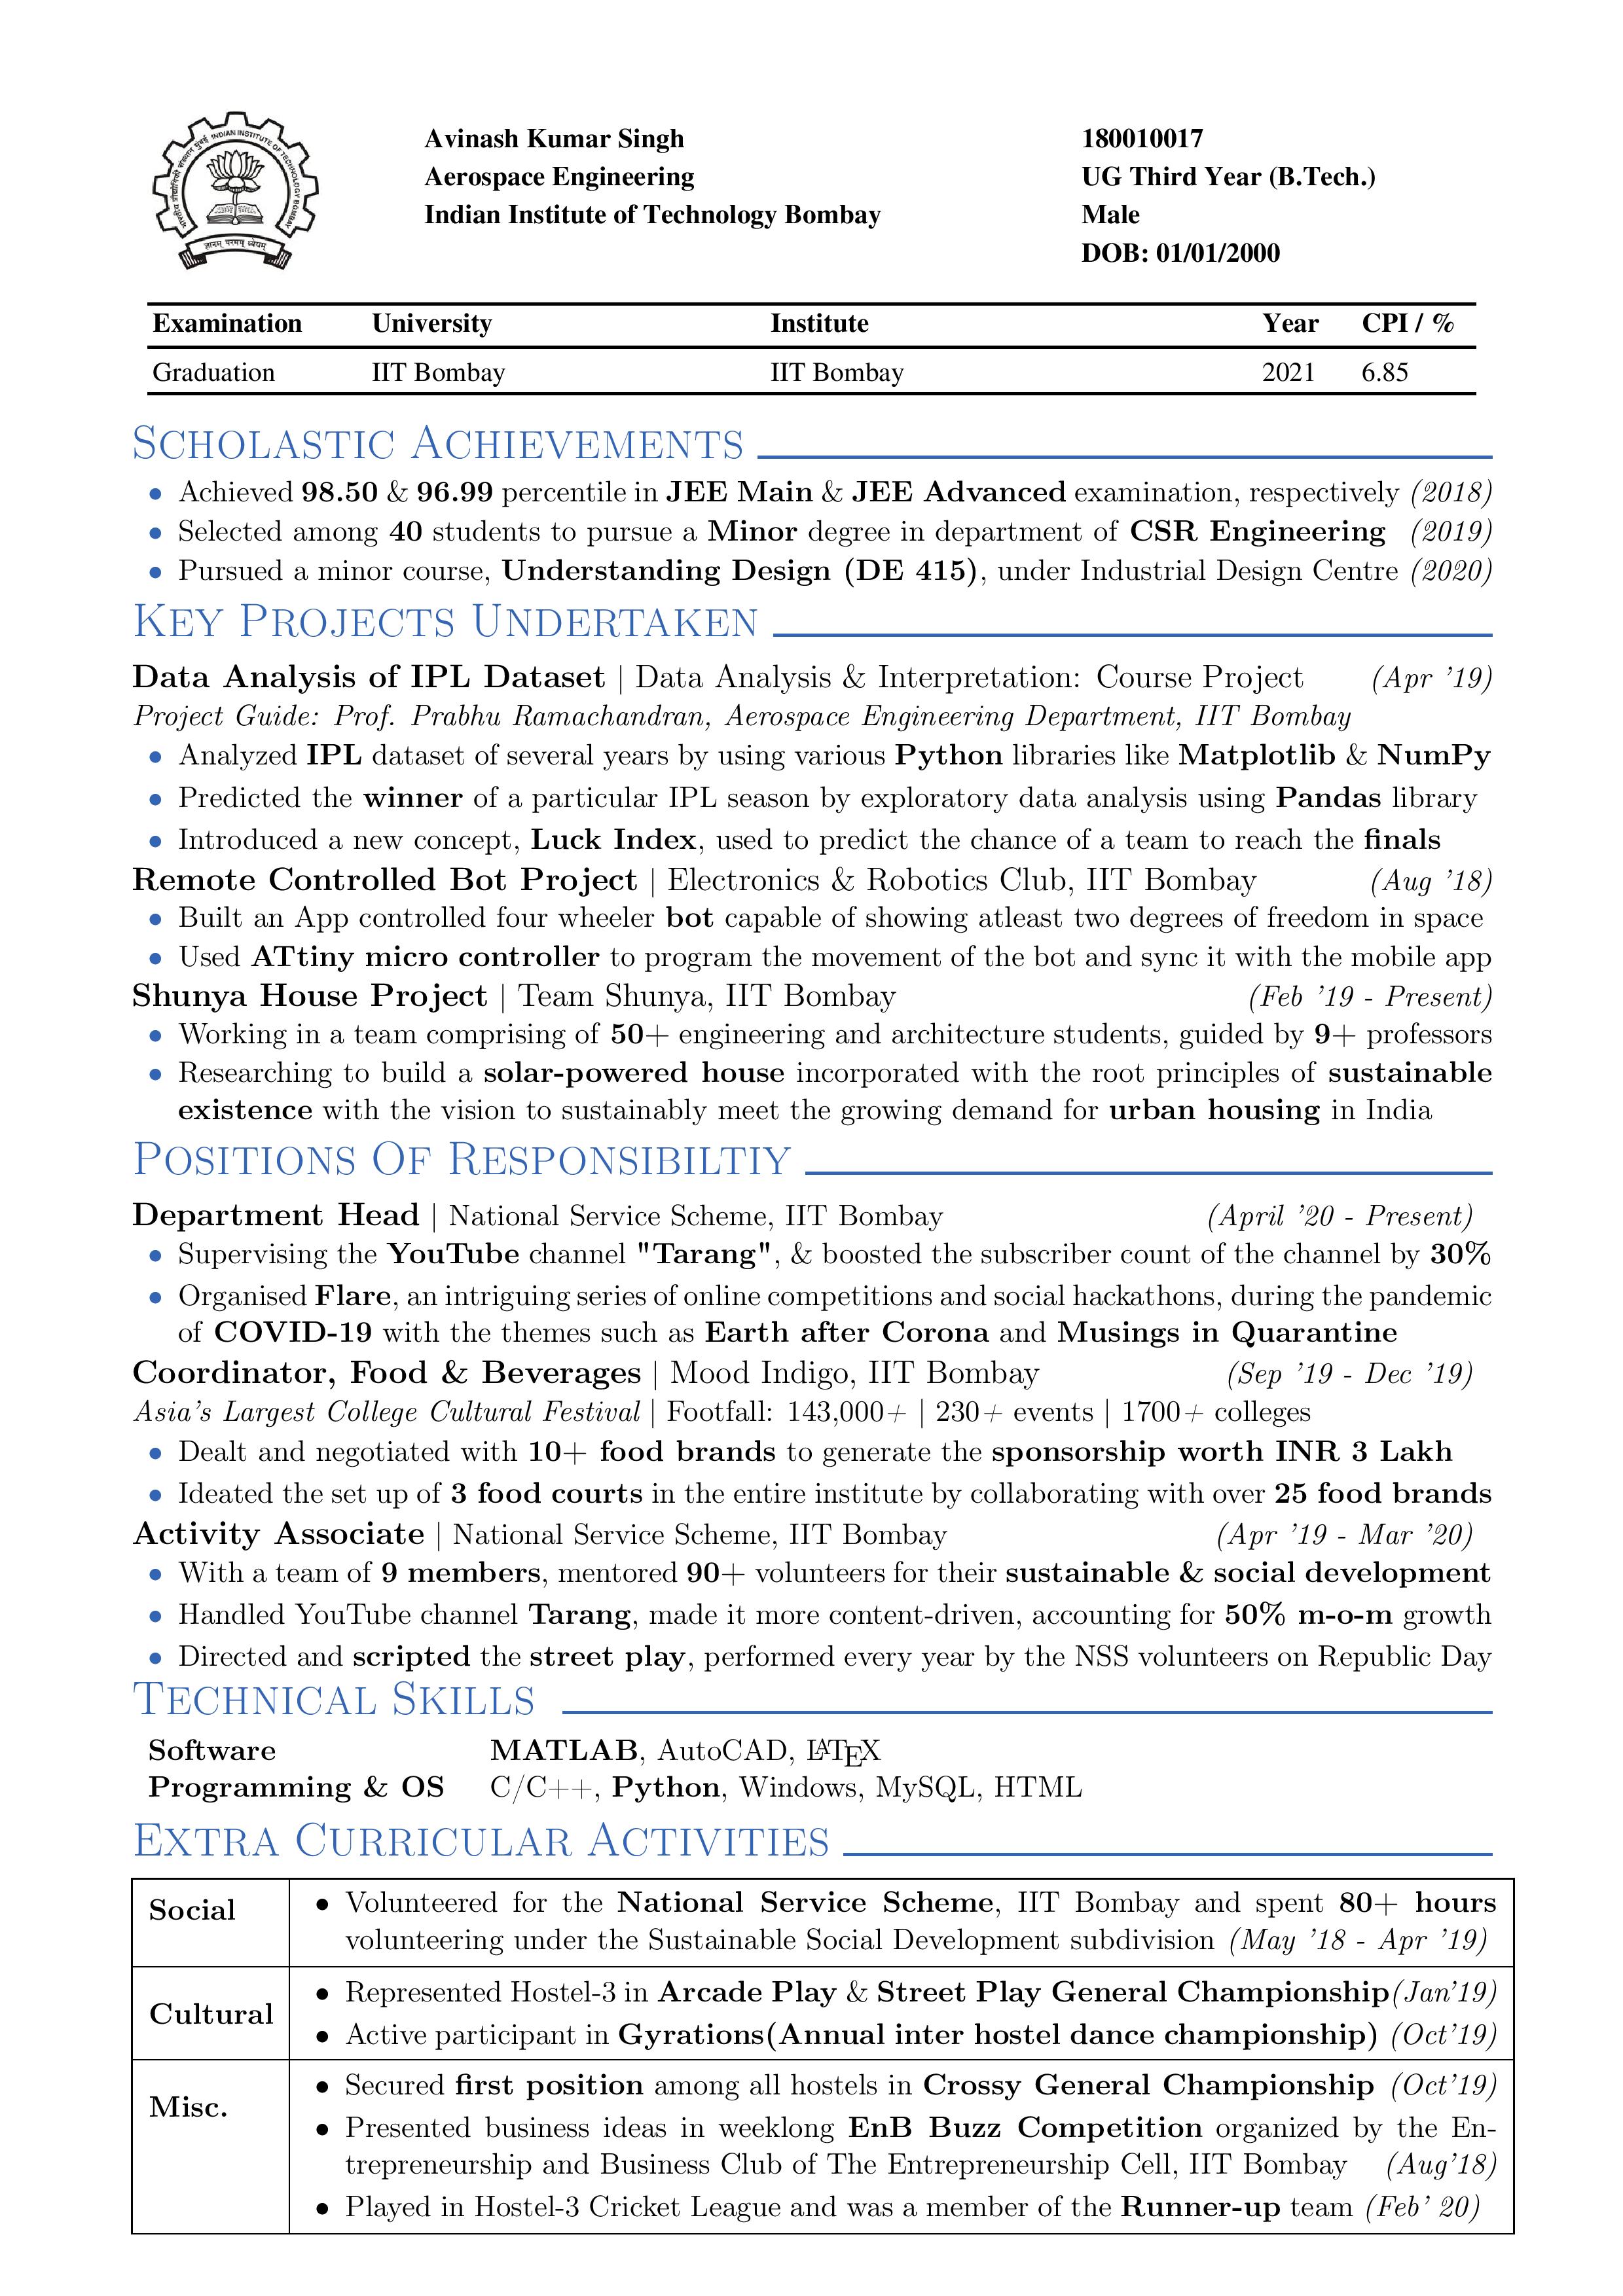 INDIAN INSTITUTE OF TECHNOLOGY BOMBAY
भारतीय प्रौद्योगिकी संस्थान मुंबई
ज्ञानम् परमम् ध्येयम्
Avinash Kumar Singh 180010017
Aerospace Engineering UG Third Year (B.Tech.)
Indian Institute of Technology Bombay Male
DOB: 01/01/2000
Examination University Institute Year CPI / %
Graduation IIT Bombay IIT Bombay 2021 6.85
Scholastic Achievements
• Achieved 98.50 & 96.99 percentile in JEE Main & JEE Advanced examination, respectively (2018)
• Selected among 40 students to pursue a Minor degree in department of CSR Engineering (2019)
• Pursued a minor course, Understanding Design (DE 415), under Industrial Design Centre (2020)
Key Projects Undertaken
Data Analysis of IPL Dataset | Data Analysis & Interpretation: Course Project (Apr '19)
Project Guide: Prof. Prabhu Ramachandran, Aerospace Engineering Department, IIT Bombay
• Analyzed IPL dataset of several years by using various Python libraries like Matplotlib & NumPy
• Predicted the winner of a particular IPL season by exploratory data analysis using Pandas library
• Introduced a new concept, Luck Index, used to predict the chance of a team to reach the finals
Remote Controlled Bot Project | Electronics & Robotics Club, IIT Bombay (Aug '18)
• Built an App controlled four wheeler bot capable of showing atleast two degrees of freedom in space
• Used ATtiny micro controller to program the movement of the bot and sync it with the mobile app
Shunya House Project | Team Shunya, IIT Bombay (Feb '19 - Present)
• Working in a team comprising of 50+ engineering and architecture students, guided by 9+ professors
• Researching to build a solar-powered house incorporated with the root principles of sustainable
existence with the vision to sustainably meet the growing demand for urban housing in India
Positions Of Responsibiltiy
Department Head | National Service Scheme, IIT Bombay (April '20 - Present)
• Supervising the YouTube channel "Tarang", & boosted the subscriber count of the channel by 30%
• Organised Flare, an intriguing series of online competitions and social hackathons, during the pandemic
of COVID-19 with the themes such as Earth after Corona and Musings in Quarantine
Coordinator, Food & Beverages | Mood Indigo, IIT Bombay (Sep '19 - Dec '19)
Asia's Largest College Cultural Festival | Footfall: 143,000+ | 230+ events | 1700+ colleges
• Dealt and negotiated with 10+ food brands to generate the sponsorship worth INR 3 Lakh
• Ideated the set up of 3 food courts in the entire institute by collaborating with over 25 food brands
Activity Associate | National Service Scheme, IIT Bombay (Apr '19 - Mar '20)
• With a team of 9 members, mentored 90+ volunteers for their sustainable & social development
• Handled YouTube channel Tarang, made it more content-driven, accounting for 50% m-o-m growth
• Directed and scripted the street play, performed every year by the NSS volunteers on Republic Day
Technical Skills
Software MATLAB, AutoCAD, LATEX
Programming & OS C/C++, Python, Windows, MySQL, HTML
Extra Curricular Activities
Social • Volunteered for the National Service Scheme, IIT Bombay and spent 80+ hours
volunteering under the Sustainable Social Development subdivision (May '18 - Apr '19)
Cultural • Represented Hostel-3 in Arcade Play & Street Play General Championship(Jan'19)
• Active participant in Gyrations(Annual inter hostel dance championship) (Oct'19)
Misc. • Secured first position among all hostels in Crossy General Championship (Oct'19)
• Presented business ideas in weeklong EnB Buzz Competition organized by the En-
trepreneurship and Business Club of The Entrepreneurship Cell, IIT Bombay (Aug'18)
• Played in Hostel-3 Cricket League and was a member of the Runner-up team (Feb' 20)